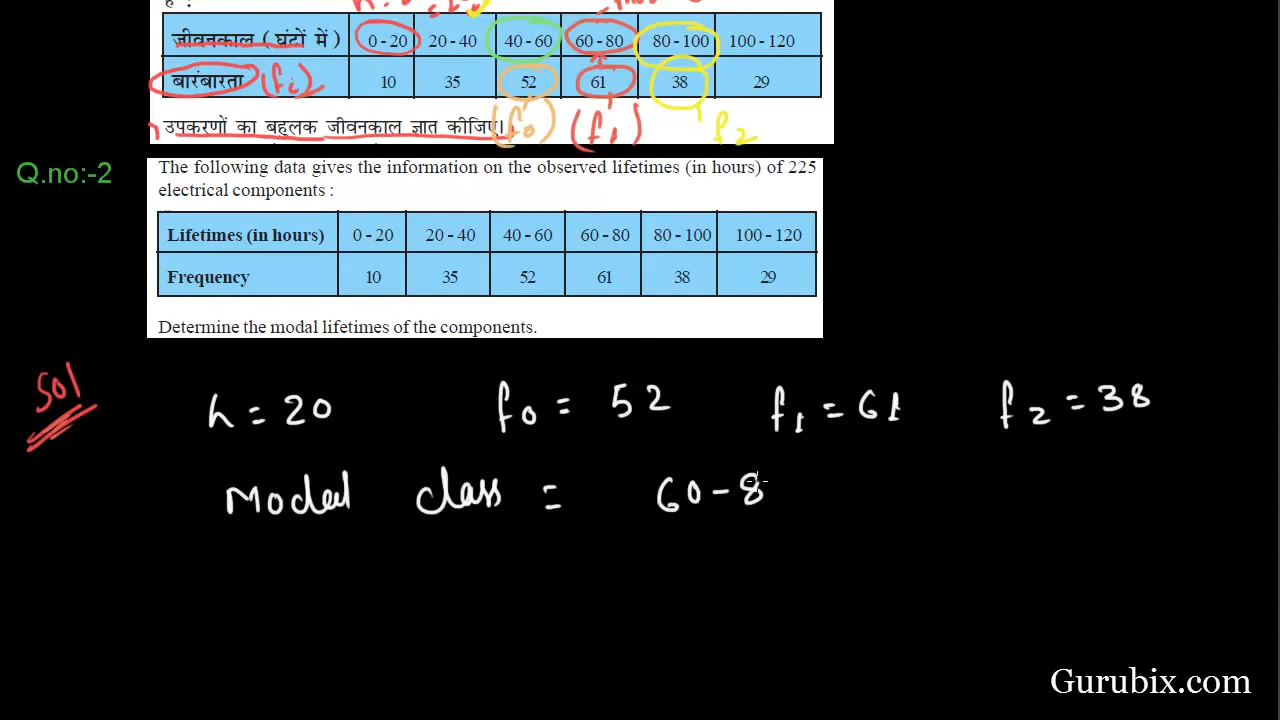 जीवनकाल ( घंटों में ) 0 - 20 20 - 40 40 - 60 60 - 80 80 - 100 100 - 120
बारंबारता (fi) 10 35 52 61 38 29
उपकरणों का बहुलक जीवनकाल ज्ञात कीजिए। (f0) (f1) f2
Q.no:-2
The following data gives the information on the observed lifetimes (in hours) of 225
electrical components :
Lifetimes (in hours) 0 - 20 20 - 40 40 - 60 60 - 80 80 - 100 100 - 120
Frequency 10 35 52 61 38 29
Determine the modal lifetimes of the components.
Sol
h = 20 f0 = 52 f1 = 61 f2 = 38
Modal class = 60 - 8
Gurubix.com